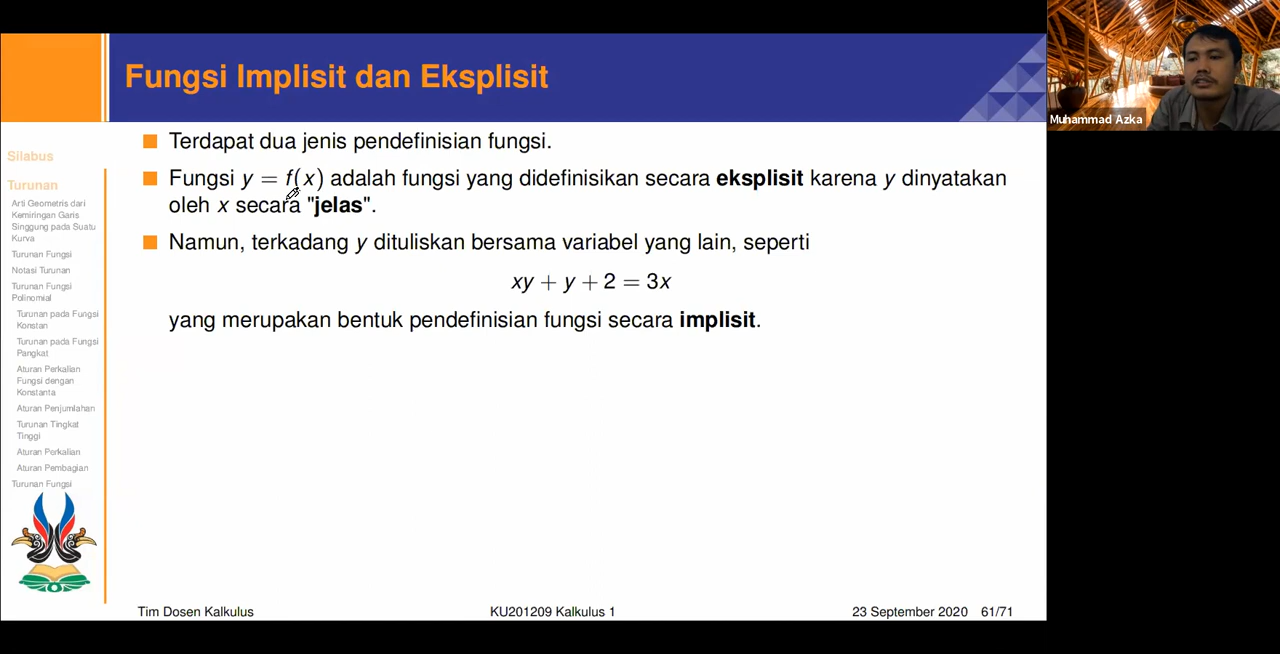 Fungsi Implisit dan Eksplisit
Muhammad Azka
Silabus
Turunan
Arti Geometris dari
Kemiringan Garis
Singgung pada Suatu
Kurva
Turunan Fungsi
Notasi Turunan
Turunan Fungsi
Polinomial
Turunan pada Fungsi
Konstan
Turunan pada Fungsi
Pangkat
Aturan Perkalian
Fungsi dengan
Konstanta
Aturan Penjumlahan
Turunan Tingkat
Tinggi
Aturan Perkalian
Aturan Pembagian
Turunan Fungsi
Terdapat dua jenis pendefinisian fungsi.
Fungsi y = f(x) adalah fungsi yang didefinisikan secara eksplisit karena y dinyatakan
oleh x secara "jelas".
Namun, terkadang y dituliskan bersama variabel yang lain, seperti
xy + y + 2 = 3x
yang merupakan bentuk pendefinisian fungsi secara implisit.
Tim Dosen Kalkulus KU201209 Kalkulus 1 23 September 2020 61/71